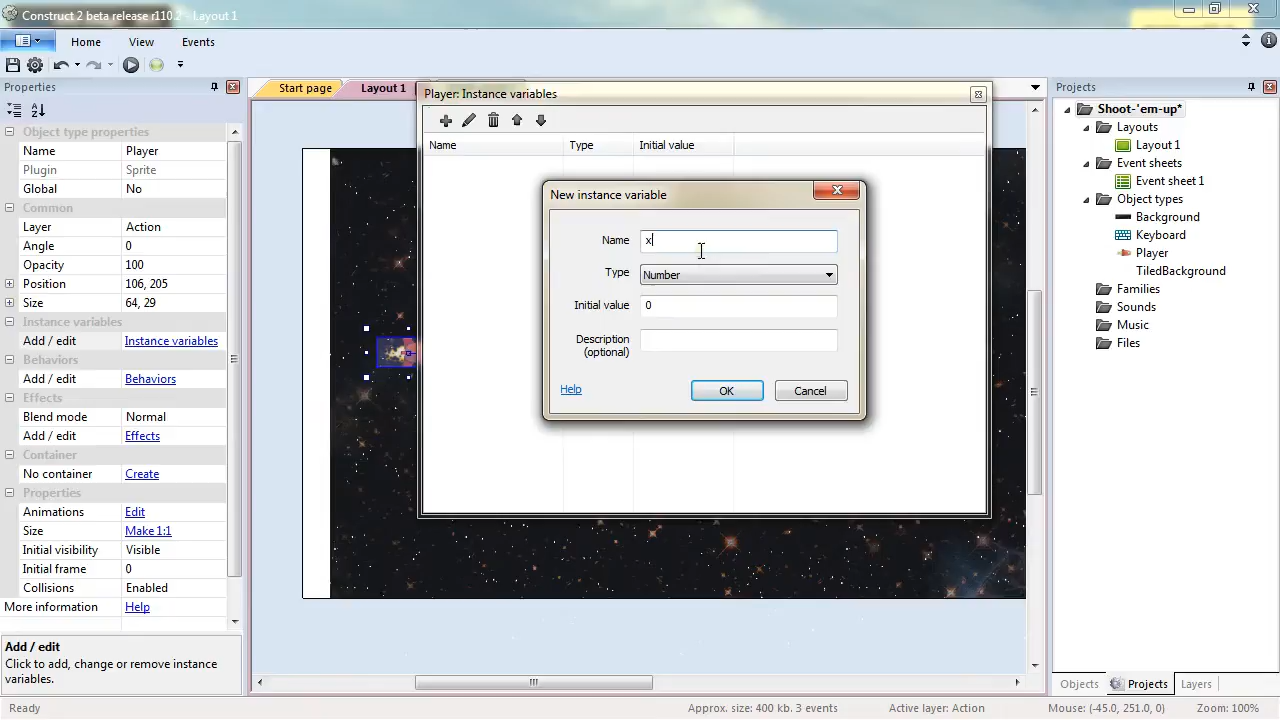 Construct 2 beta release r110.2 - Layout 1
Home View Events
Properties
Object type properties
Name Player
Plugin Sprite
Global No
Common
Layer Action
Angle 0
Opacity 100
Position 106, 205
Size 64, 29
Instance variables
Add / edit Instance variables
Behaviors
Add / edit Behaviors
Effects
Blend mode Normal
Add / edit Effects
Container
No container Create
Properties
Animations Edit
Size Make 1:1
Initial visibility Visible
Initial frame 0
Collisions Enabled
More information Help
Add / edit
Click to add, change or remove instance
variables.
Start page Layout 1
Player: Instance variables
Name Type Initial value
New instance variable
Name x
Type Number
Initial value 0
Description
(optional)
Help OK Cancel
Projects
Shoot-'em-up*
Layouts
Layout 1
Event sheets
Event sheet 1
Object types
Background
Keyboard
Player
TiledBackground
Families
Sounds
Music
Files
Objects Projects Layers
Ready Approx. size: 400 kb. 3 events Active layer: Action Mouse: (-45.0, 251.0, 0) Zoom: 100%